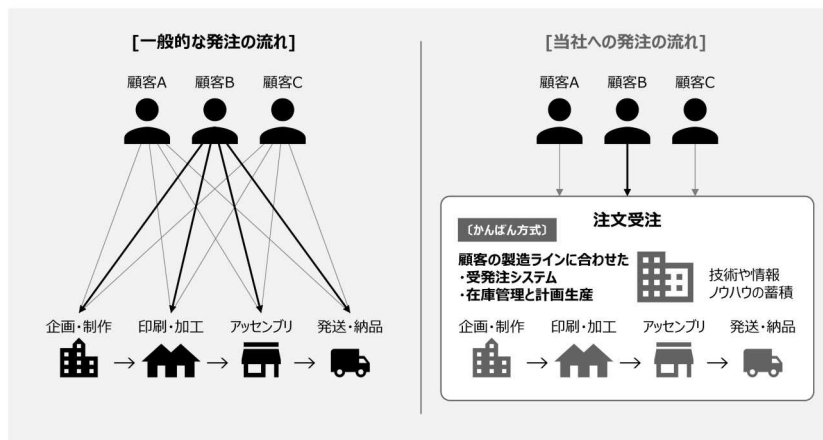 [一般的な発注の流れ]
顧客A 顧客B 顧客C
企画・制作 印刷・加工 アッセンブリ 発送・納品
[当社への発注の流れ]
顧客A 顧客B 顧客C
注文受注
〔かんばん方式〕
顧客の製造ラインに合わせた
・受発注システム
・在庫管理と計画生産
技術や情報
ノウハウの蓄積
企画・制作 印刷・加工 アッセンブリ 発送・納品